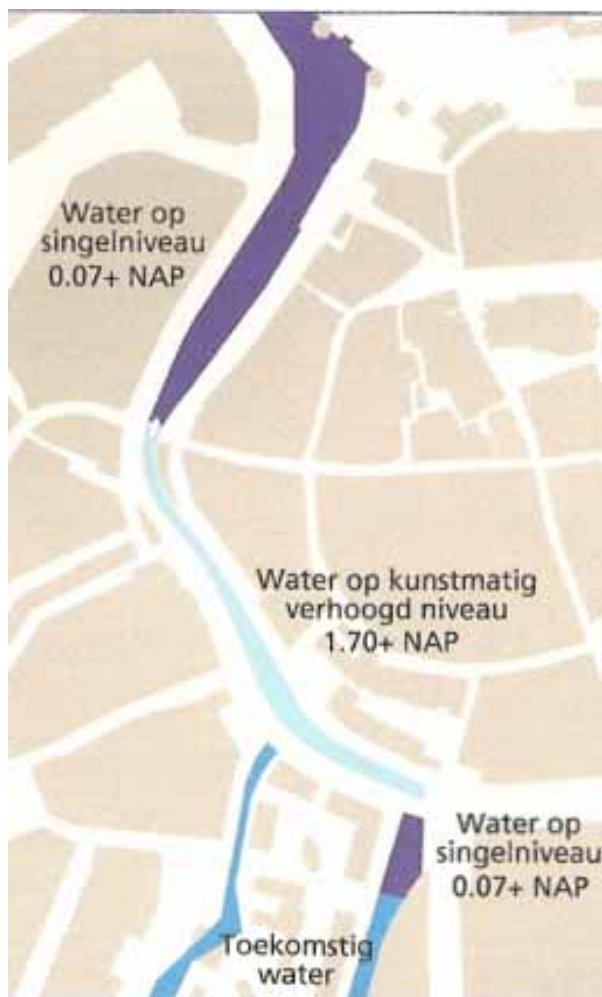 Water op
singelniveau
0.07+ NAP
Water op kunstmatig
verhoogd niveau
1.70+ NAP
Water op
singelniveau
0.07+ NAP
Toekomstig
water